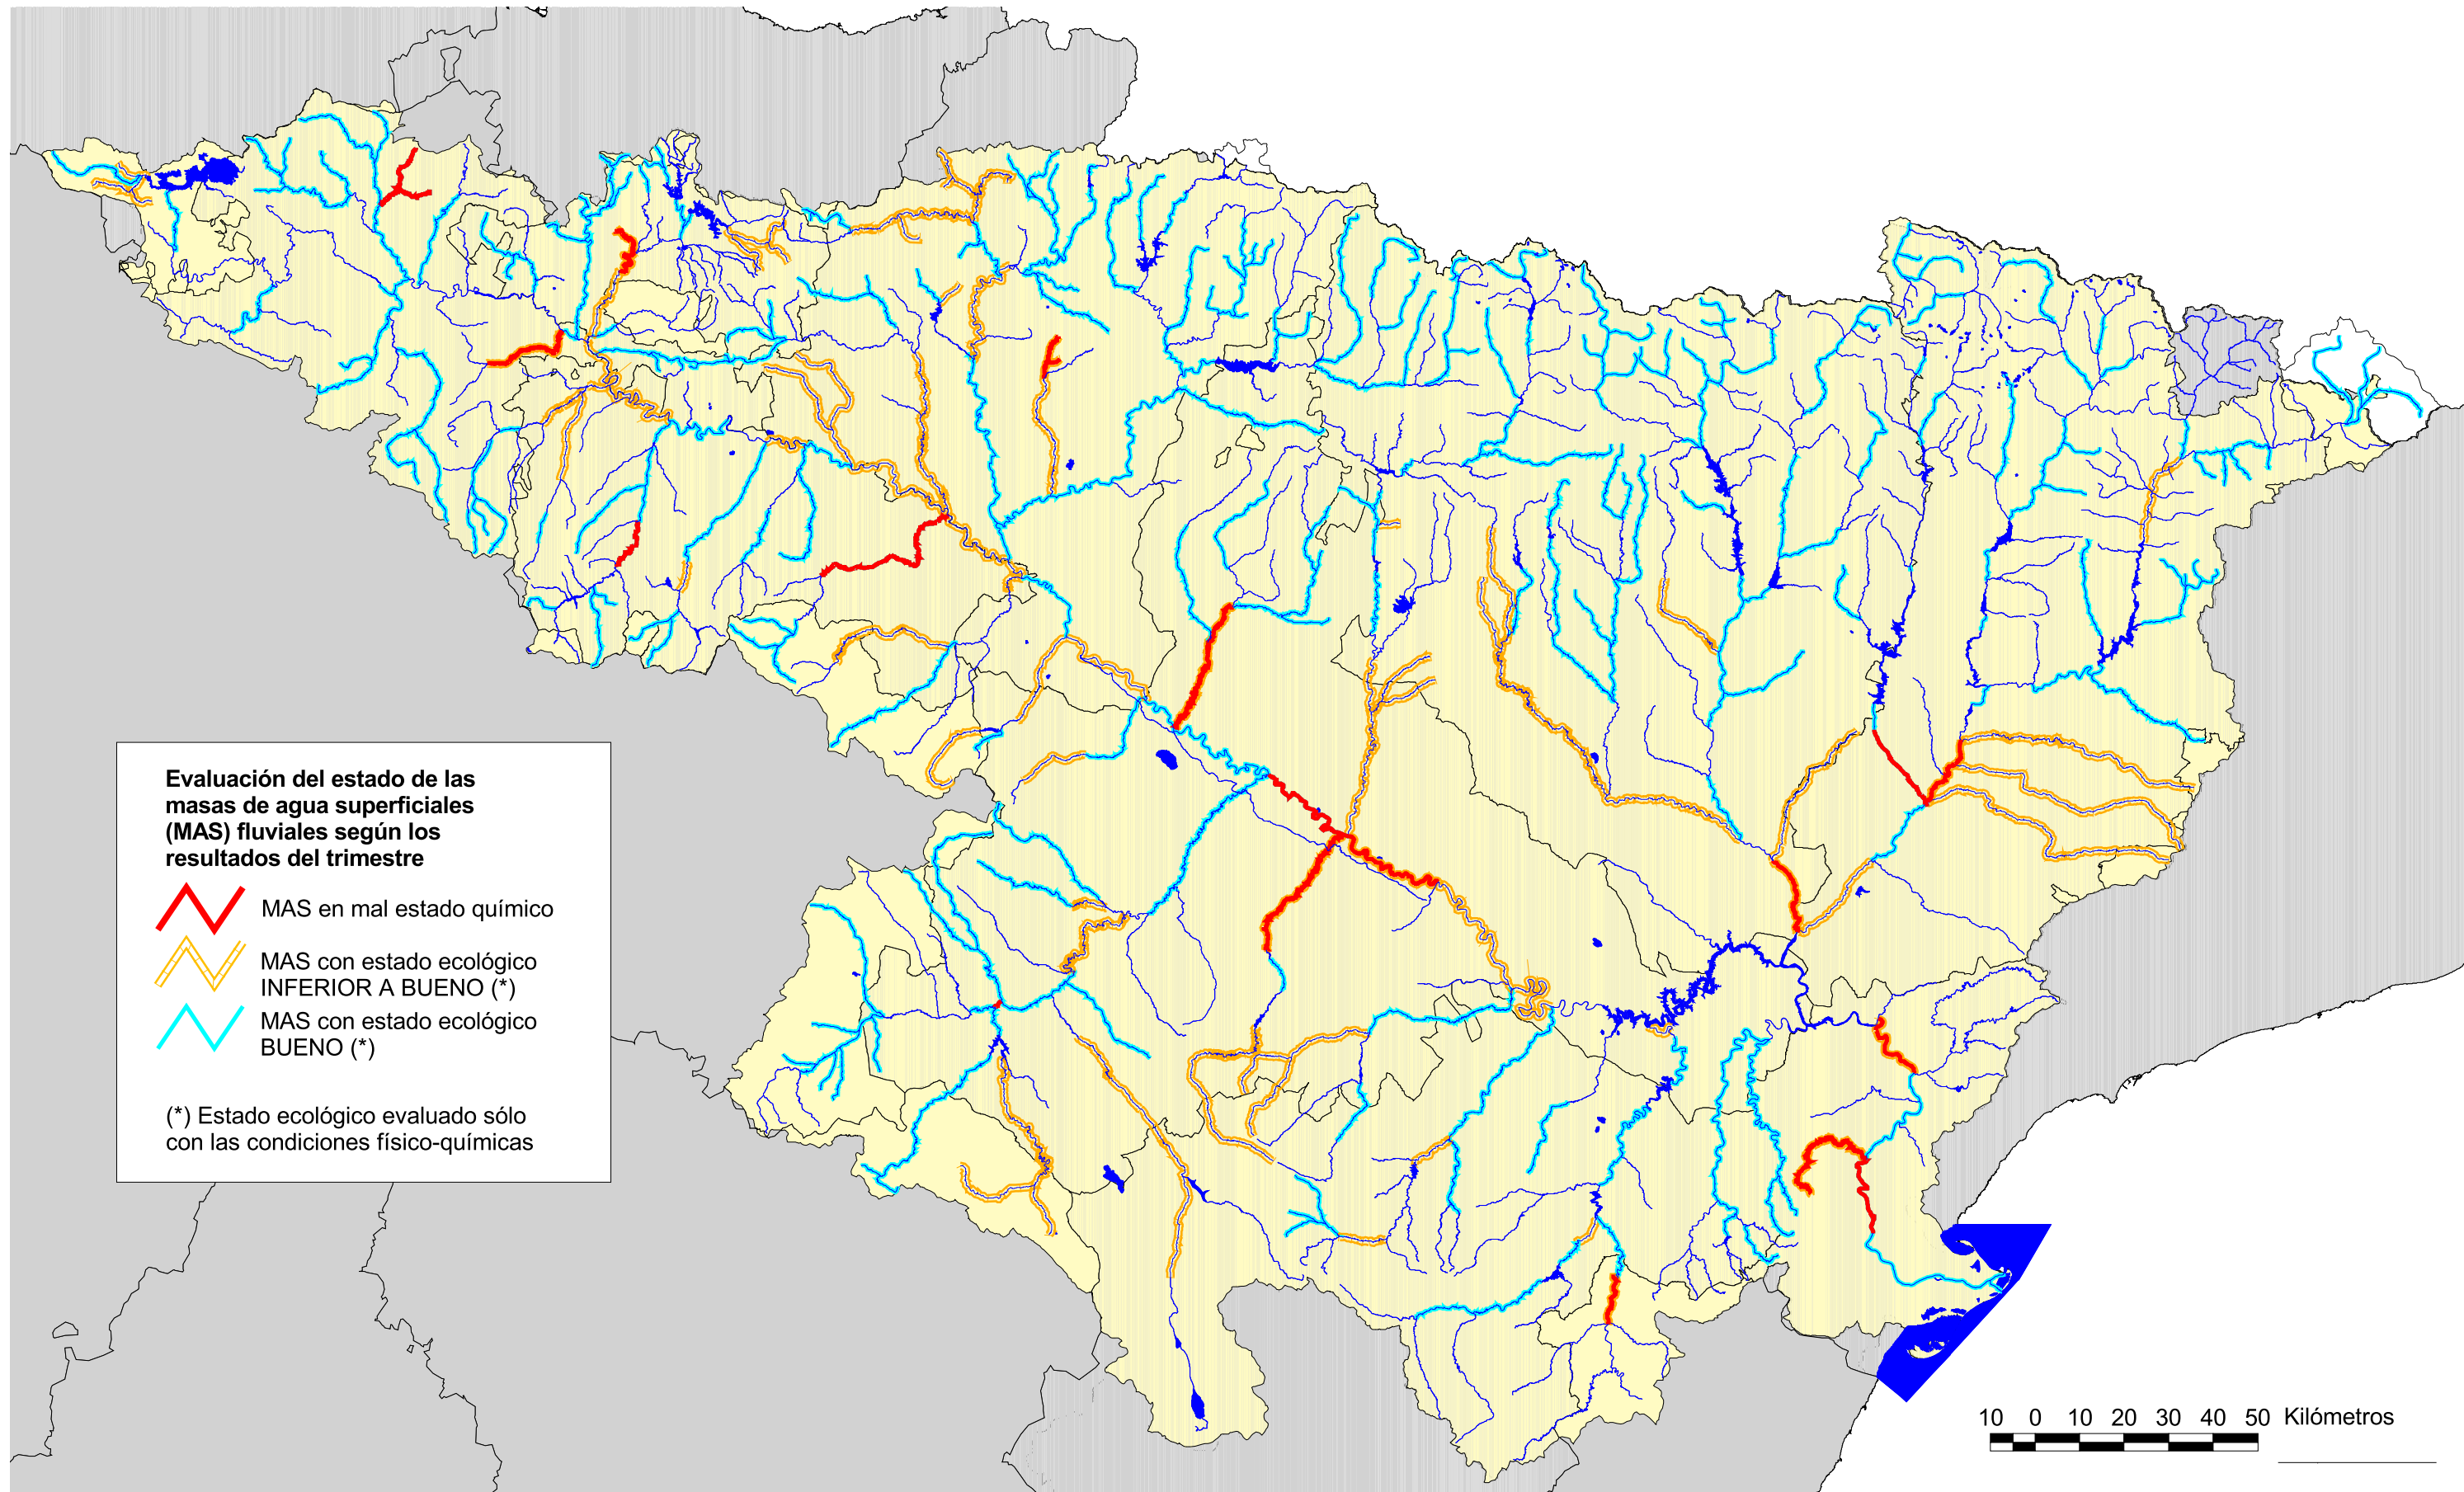 Evaluación del estado de las
masas de agua superficiales
(MAS) fluviales según los
resultados del trimestre
MAS en mal estado químico
MAS con estado ecológico
INFERIOR A BUENO (*)
MAS con estado ecológico
BUENO (*)
(*) Estado ecológico evaluado sólo
con las condiciones físico-químicas
10 0 10 20 30 40 50 Kilómetros